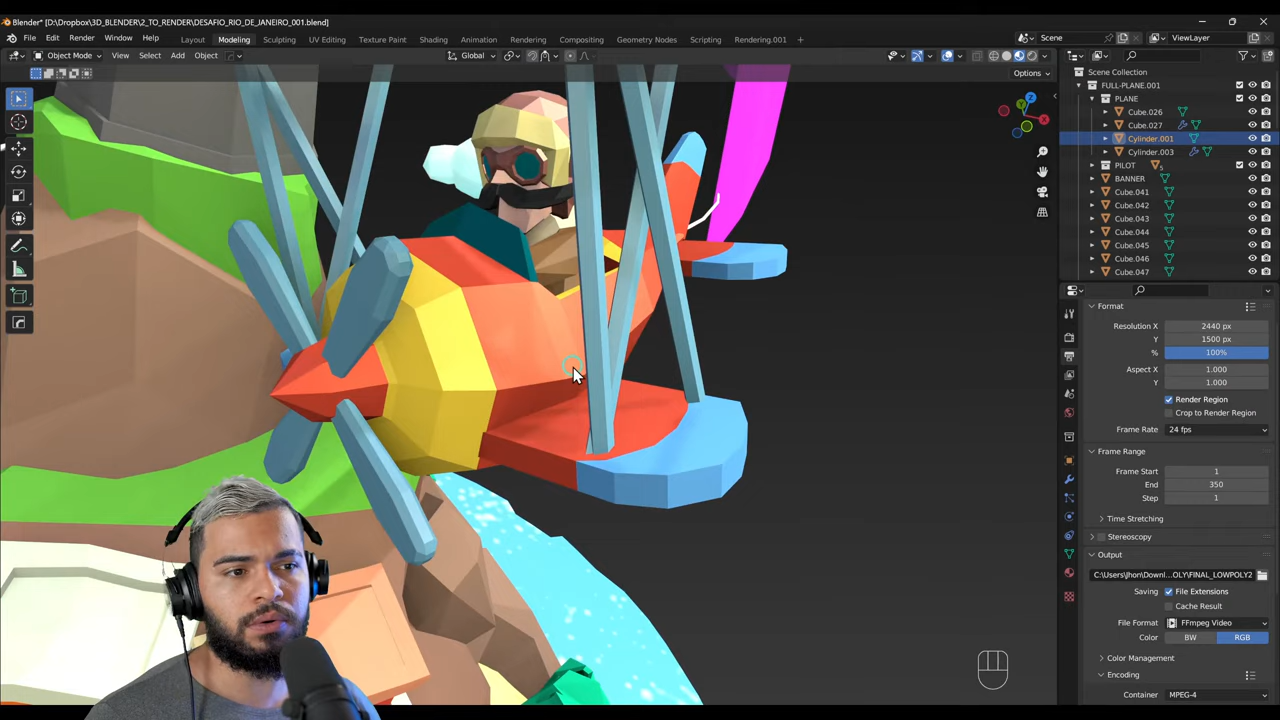 Blender* [D:\Dropbox\3D_BLENDER\2_TO_RENDER\DESAFIO_RIO_DE_JANEIRO_001.blend]
File Edit Render Window Help Layout Modeling Sculpting UV Editing Texture Paint Shading Animation Rendering Compositing Geometry Nodes Scripting Rendering.001 + Scene ViewLayer
Object Mode View Select Add Object Global
Options
Scene Collection
FULL-PLANE.001
PLANE
Cube.026
Cube.027
Cylinder.001
Cylinder.003
PILOT
BANNER
Cube.041
Cube.042
Cube.043
Cube.044
Cube.045
Cube.046
Cube.047
Format
Resolution X 2440 px
Y 1500 px
% 100%
Aspect X 1.000
Y 1.000
Render Region
Crop to Render Region
Frame Rate 24 fps
Frame Range
Frame Start 1
End 350
Step 1
Time Stretching
Stereoscopy
Output
C:\Users\Jhon\Downl...OLY\FINAL_LOWPOLY2
Saving File Extensions
Cache Result
File Format FFmpeg Video
Color BW RGB
Color Management
Encoding
Container MPEG-4